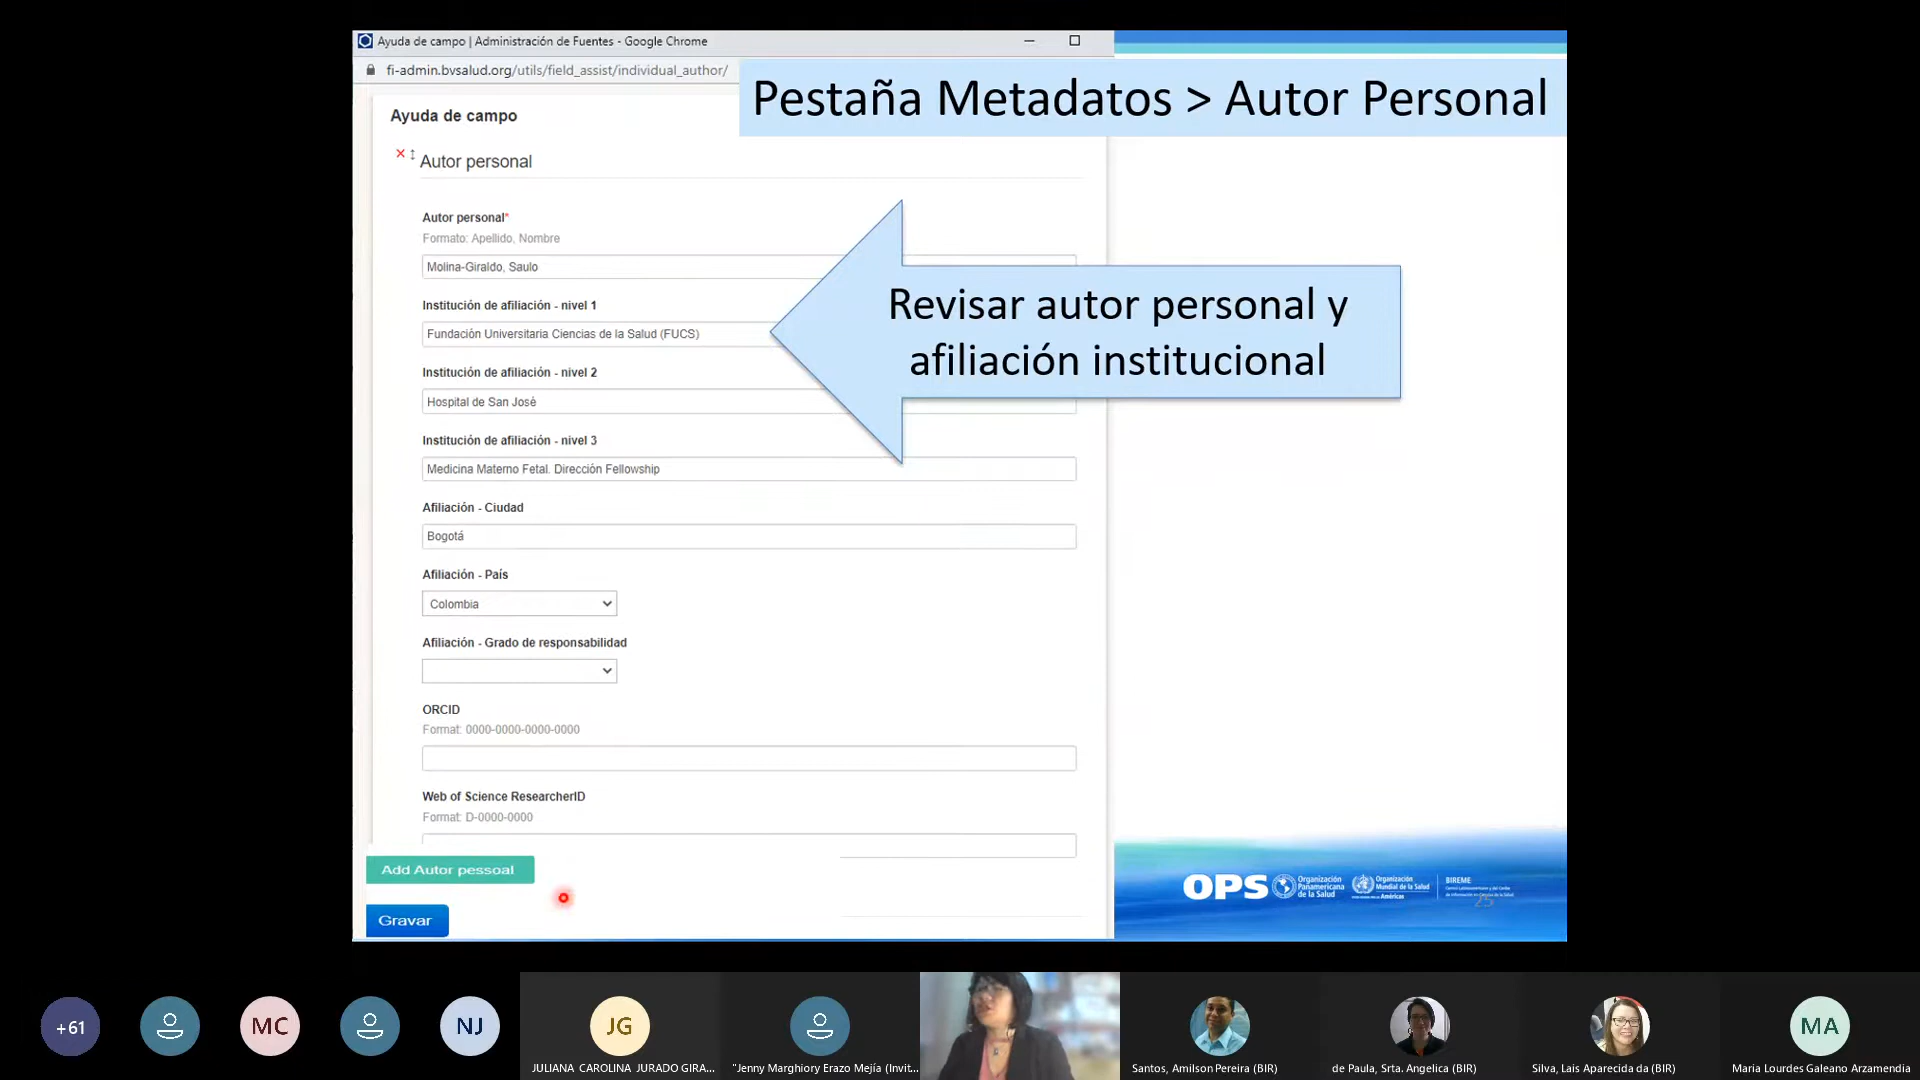 Ayuda de campo | Administración de Fuentes - Google Chrome
fi-admin.bvsalud.org/utils/field_assist/individual_author/
Pestaña Metadatos > Autor Personal
Ayuda de campo
Autor personal
Autor personal*
Formato: Apellido, Nombre
Molina-Giraldo, Saulo
Institución de afiliación - nivel 1
Fundación Universitaria Ciencias de la Salud (FUCS)
Revisar autor personal y
afiliación institucional
Institución de afiliación - nivel 2
Hospital de San José
Institución de afiliación - nivel 3
Medicina Materno Fetal. Dirección Fellowship
Afiliación - Ciudad
Bogotá
Afiliación - País
Colombia
Afiliación - Grado de responsabilidad
ORCID
Format: 0000-0000-0000-0000
Web of Science ResearcherID
Format: D-0000-0000
Add Autor pessoal
Gravar
OPS
Organización
Panamericana
de la Salud
Organización
Mundial de la Salud
Américas
BIREME
25
+61
MC
NJ
JG
MA
JULIANA CAROLINA JURADO GIRA...
"Jenny Marghiory Erazo Mejía (Invit...
Santos, Amilson Pereira (BIR)
de Paula, Srta. Angelica (BIR)
Silva, Lais Aparecida da (BIR)
Maria Lourdes Galeano Arzamendia